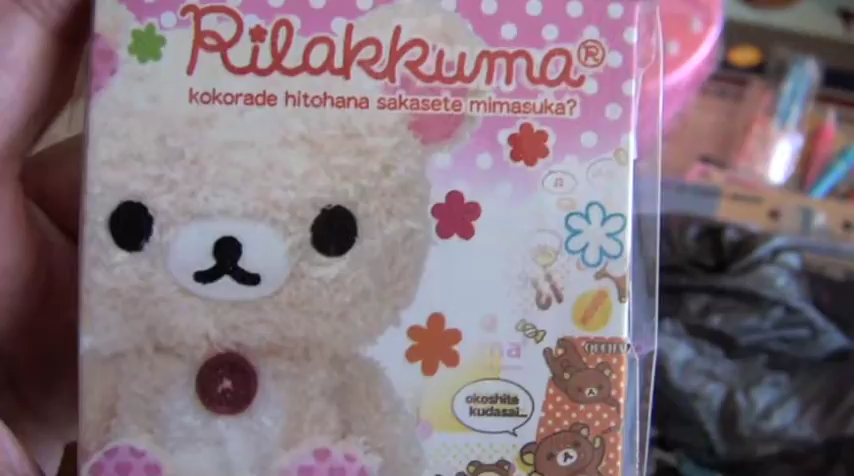 Rilakkuma®
kokorade hitohana sakasete mimasuka?
okoshite
kudasai...